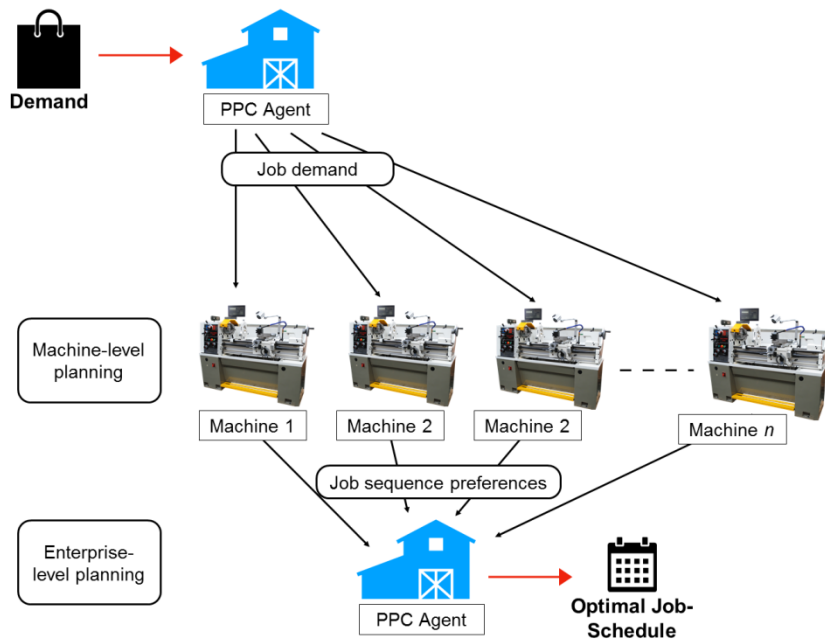 Demand
PPC Agent
Job demand
Machine-level
planning
Machine 1
Machine 2
Machine 2
Machine n
Job sequence preferences
Enterprise-
level planning
PPC Agent
Optimal Job-
Schedule